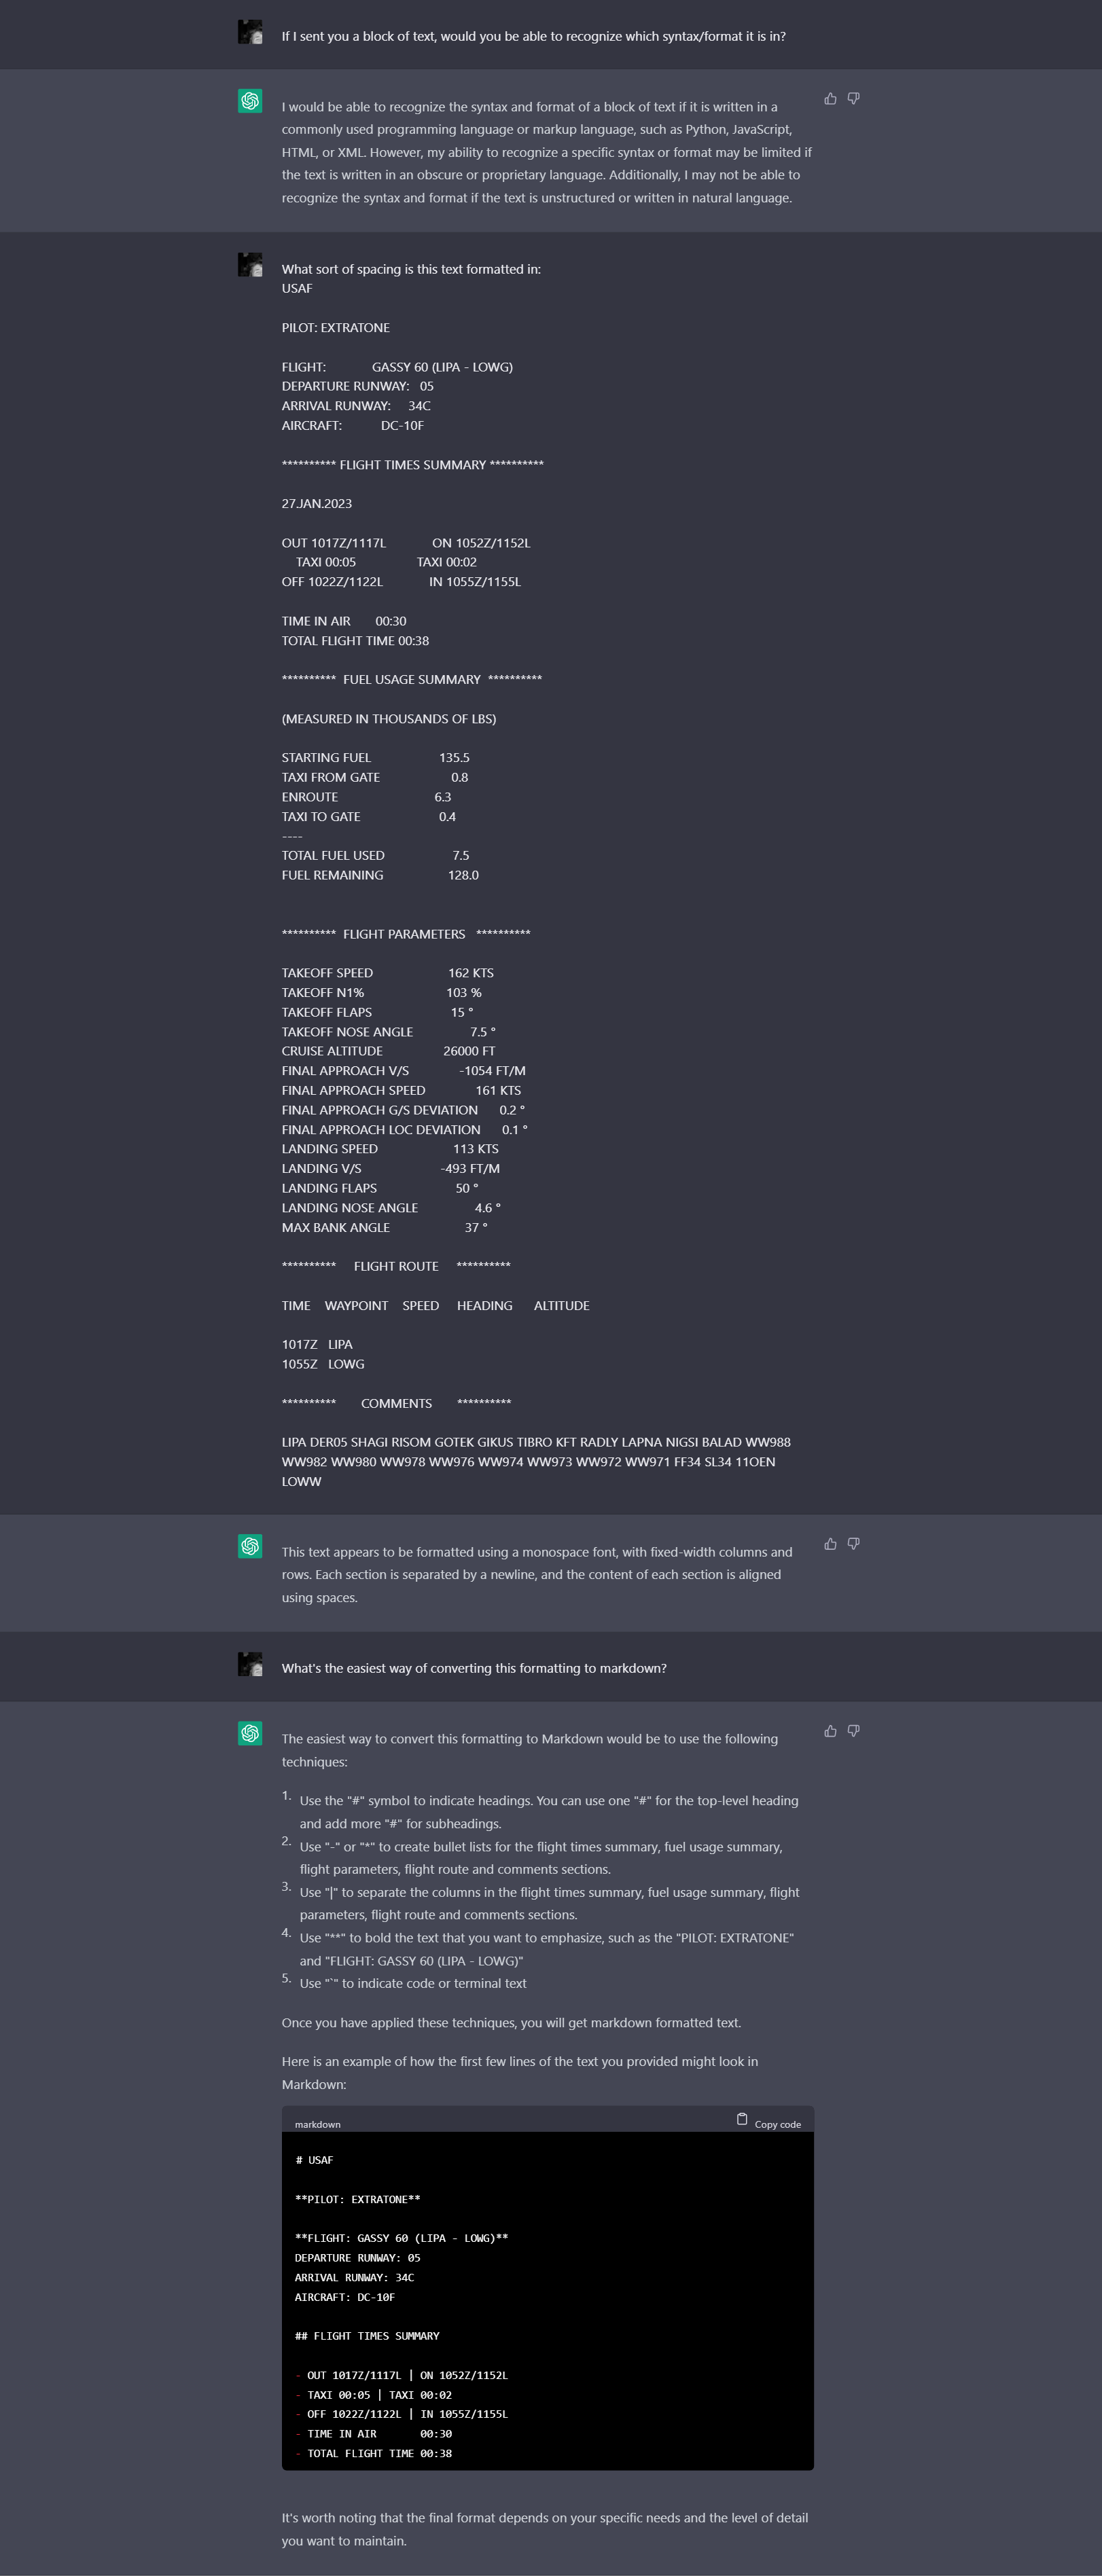 If I sent you a block of text, would you be able to recognize which syntax/format it is in?
I would be able to recognize the syntax and format of a block of text if it is written in a
commonly used programming language or markup language, such as Python, JavaScript,
HTML, or XML. However, my ability to recognize a specific syntax or format may be limited if
the text is written in an obscure or proprietary language. Additionally, I may not be able to
recognize the syntax and format if the text is unstructured or written in natural language.
What sort of spacing is this text formatted in:
USAF
PILOT: EXTRATONE
FLIGHT:             GASSY 60 (LIPA - LOWG)
DEPARTURE RUNWAY:   05
ARRIVAL RUNWAY:     34C
AIRCRAFT:           DC-10F
********** FLIGHT TIMES SUMMARY **********
27.JAN.2023
OUT 1017Z/1117L             ON 1052Z/1152L
    TAXI 00:05                 TAXI 00:02
OFF 1022Z/1122L             IN 1055Z/1155L
TIME IN AIR       00:30
TOTAL FLIGHT TIME 00:38
**********  FUEL USAGE SUMMARY  **********
(MEASURED IN THOUSANDS OF LBS)
STARTING FUEL                   135.5
TAXI FROM GATE                    0.8
ENROUTE                           6.3
TAXI TO GATE                      0.4
----
TOTAL FUEL USED                   7.5
FUEL REMAINING                  128.0
**********  FLIGHT PARAMETERS   **********
TAKEOFF SPEED                     162 KTS
TAKEOFF N1%                       103 %
TAKEOFF FLAPS                      15 °
TAKEOFF NOSE ANGLE                7.5 °
CRUISE ALTITUDE                 26000 FT
FINAL APPROACH V/S              -1054 FT/M
FINAL APPROACH SPEED              161 KTS
FINAL APPROACH G/S DEVIATION      0.2 °
FINAL APPROACH LOC DEVIATION      0.1 °
LANDING SPEED                     113 KTS
LANDING V/S                      -493 FT/M
LANDING FLAPS                      50 °
LANDING NOSE ANGLE                4.6 °
MAX BANK ANGLE                     37 °
**********     FLIGHT ROUTE     **********
TIME    WAYPOINT    SPEED     HEADING      ALTITUDE
1017Z   LIPA
1055Z   LOWG
**********       COMMENTS       **********
LIPA DER05 SHAGI RISOM GOTEK GIKUS TIBRO KFT RADLY LAPNA NIGSI BALAD WW988
WW982 WW980 WW978 WW976 WW974 WW973 WW972 WW971 FF34 SL34 11OEN
LOWW
This text appears to be formatted using a monospace font, with fixed-width columns and
rows. Each section is separated by a newline, and the content of each section is aligned
using spaces.
What's the easiest way of converting this formatting to markdown?
The easiest way to convert this formatting to Markdown would be to use the following
techniques:
1. Use the "#" symbol to indicate headings. You can use one "#" for the top-level heading
and add more "#" for subheadings.
2. Use "-" or "*" to create bullet lists for the flight times summary, fuel usage summary,
flight parameters, flight route and comments sections.
3. Use "|" to separate the columns in the flight times summary, fuel usage summary, flight
parameters, flight route and comments sections.
4. Use "**" to bold the text that you want to emphasize, such as the "PILOT: EXTRATONE"
and "FLIGHT: GASSY 60 (LIPA - LOWG)"
5. Use "`" to indicate code or terminal text
Once you have applied these techniques, you will get markdown formatted text.
Here is an example of how the first few lines of the text you provided might look in
Markdown:
markdown Copy code
# USAF
**PILOT: EXTRATONE**
**FLIGHT: GASSY 60 (LIPA - LOWG)**
DEPARTURE RUNWAY: 05
ARRIVAL RUNWAY: 34C
AIRCRAFT: DC-10F
## FLIGHT TIMES SUMMARY
- OUT 1017Z/1117L | ON 1052Z/1152L
- TAXI 00:05 | TAXI 00:02
- OFF 1022Z/1122L | IN 1055Z/1155L
- TIME IN AIR       00:30
- TOTAL FLIGHT TIME 00:38
It's worth noting that the final format depends on your specific needs and the level of detail
you want to maintain.